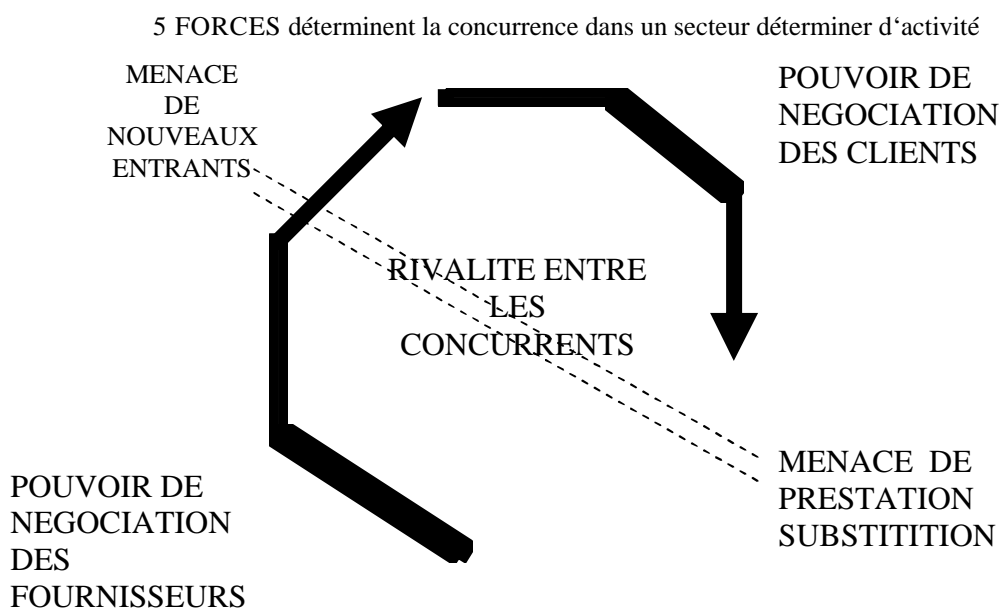 5 FORCES déterminent la concurrence dans un secteur déterminer d‘activité
MENACE
DE
NOUVEAUX
ENTRANTS
POUVOIR DE
NEGOCIATION
DES CLIENTS
RIVALITE ENTRE
LES
CONCURRENTS
POUVOIR DE
NEGOCIATION
DES
FOURNISSEURS
MENACE DE
PRESTATION
SUBSTITITION